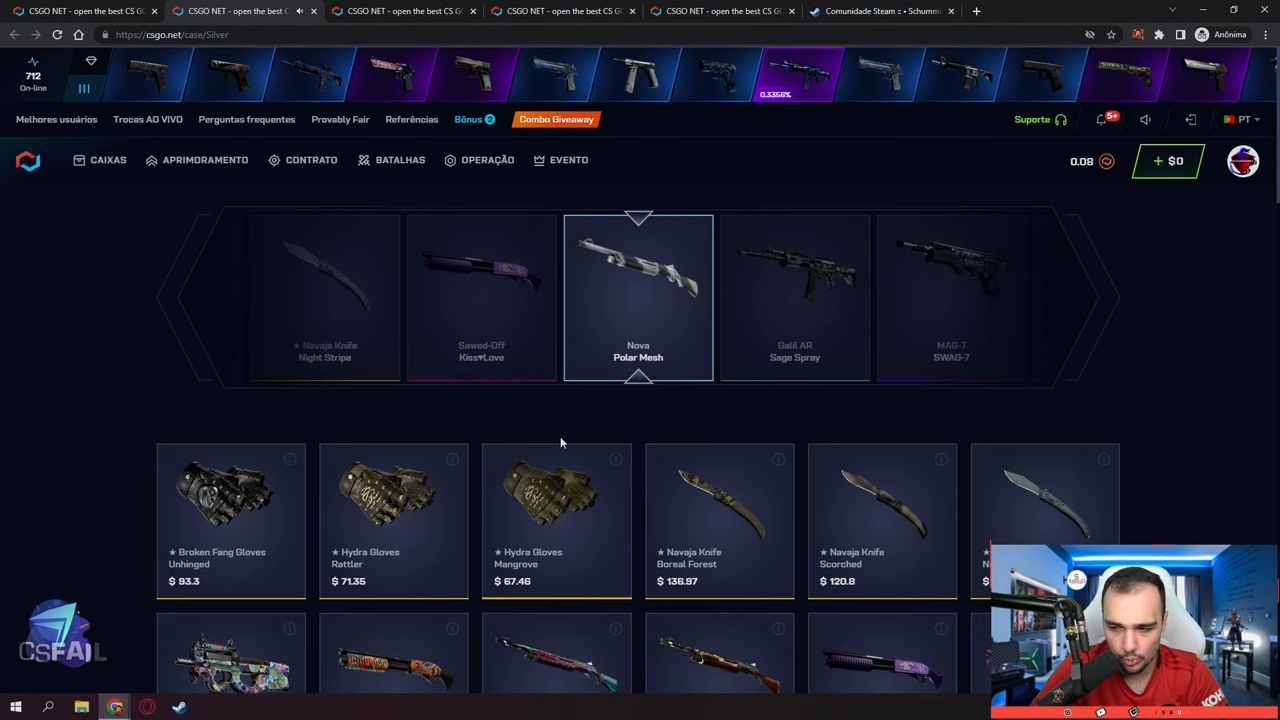 CSGO NET - open the best CS GO
CSGO NET - open the best C
CSGO NET - open the best CS G
CSGO NET - open the best CS G
CSGO NET - open the best CS G
Comunidade Steam :: • Schumm
https://csgo.net/case/Silver
Anônima
712
On-line
0.3356%
Melhores usuários
Trocas AO VIVO
Perguntas frequentes
Provably Fair
Referências
Bônus 2
Combo Giveaway
Suporte
5+
PT
CAIXAS
APRIMORAMENTO
CONTRATO
BATALHAS
OPERAÇÃO
EVENTO
0.08
+ $0
★ Navaja Knife
Night Stripe
Sawed-Off
Kiss♥Love
Nova
Polar Mesh
Galil AR
Sage Spray
MAG-7
SWAG-7
★ Broken Fang Gloves
Unhinged
$ 93.3
★ Hydra Gloves
Rattler
$ 71.35
★ Hydra Gloves
Mangrove
$ 67.46
★ Navaja Knife
Boreal Forest
$ 136.97
★ Navaja Knife
Scorched
$ 120.8
CSFAIL